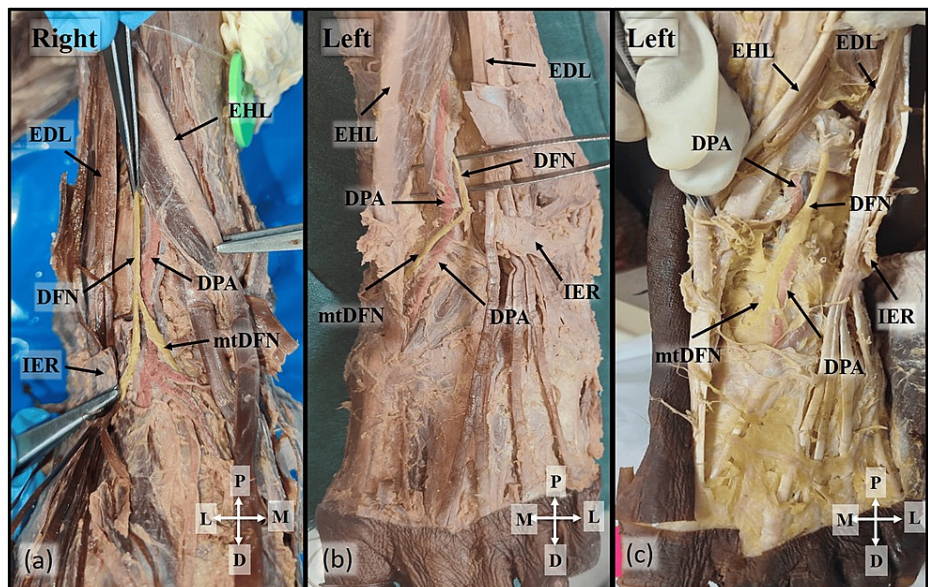 Right
EDL
EHL
DFN
DPA
mtDFN
IER
P
L
M
D
(a)
Left
EDL
EHL
DFN
DPA
mtDFN
IER
DPA
P
M
L
D
(b)
Left
EHL
EDL
DPA
DFN
IER
mtDFN
DPA
P
M
L
D
(c)